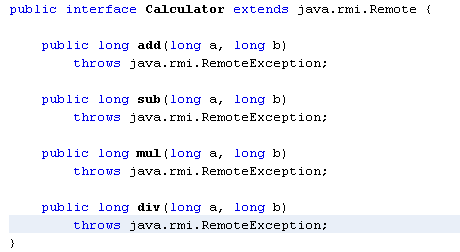 public interface Calculator extends java.rmi.Remote {
public long add(long a, long b)
throws java.rmi.RemoteException;
public long sub(long a, long b)
throws java.rmi.RemoteException;
public long mul(long a, long b)
throws java.rmi.RemoteException;
public long div(long a, long b)
throws java.rmi.RemoteException;
}